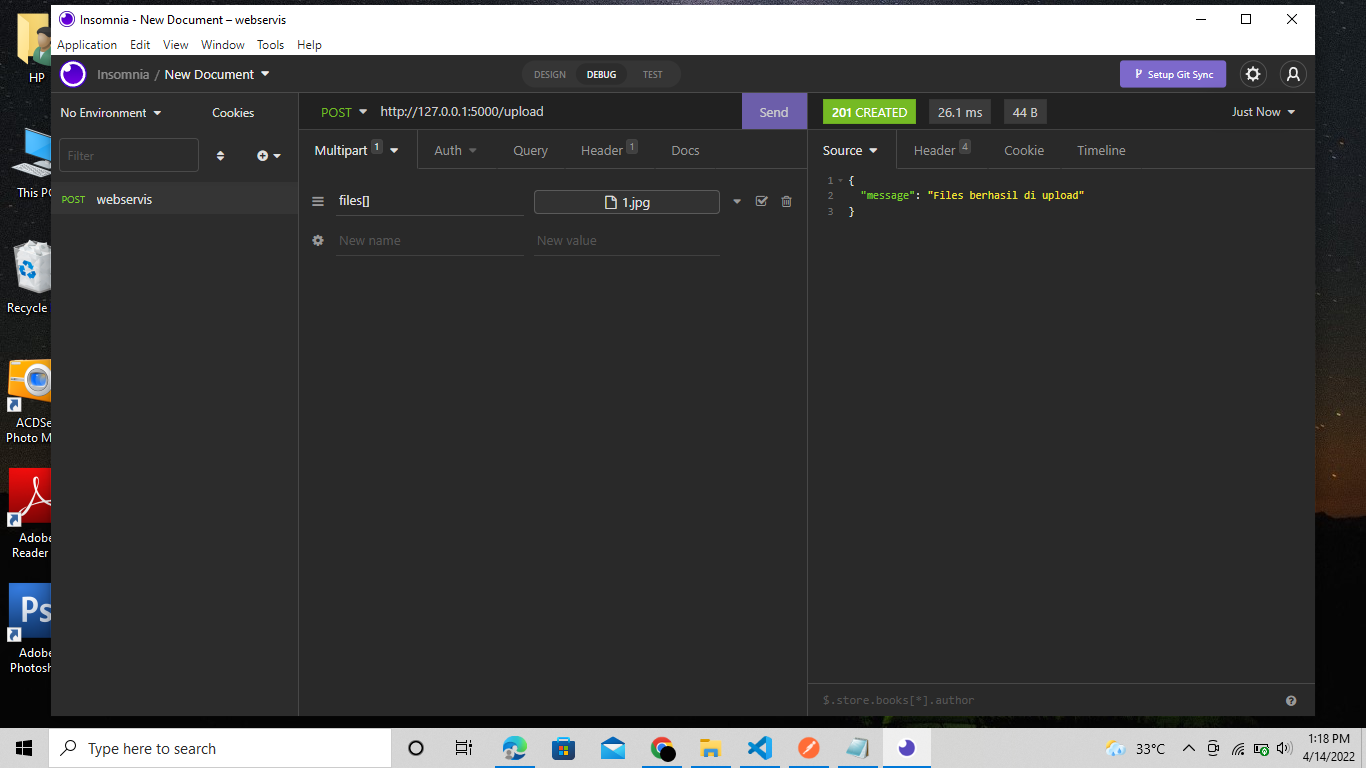 Insomnia - New Document – webservis
Application Edit View Window Tools Help
Insomnia / New Document
DESIGN DEBUG TEST
Setup Git Sync
No Environment Cookies
Filter
POST webservis
POST http://127.0.0.1:5000/upload Send
Multipart 1 Auth Query Header 1 Docs
files[] 1.jpg
New name New value
201 CREATED 26.1 ms 44 B Just Now
Source Header 4 Cookie Timeline
1 {
2 "message": "Files berhasil di upload"
3 }
$.store.books[*].author
HP
This PC
Recycle
ACDSe
Photo M
Adobe
Reader
Ps
Adobe
Photosh
Type here to search
33°C
1:18 PM
4/14/2022